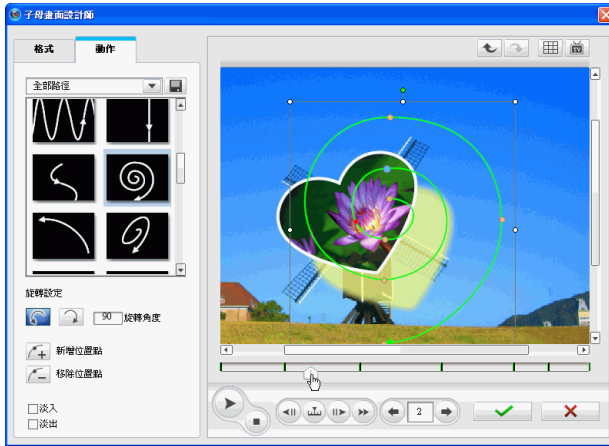 子母畫面設計師
格式
動作
全部路徑
旋轉設定
90 旋轉角度
新增位置點
移除位置點
淡入
淡出
2